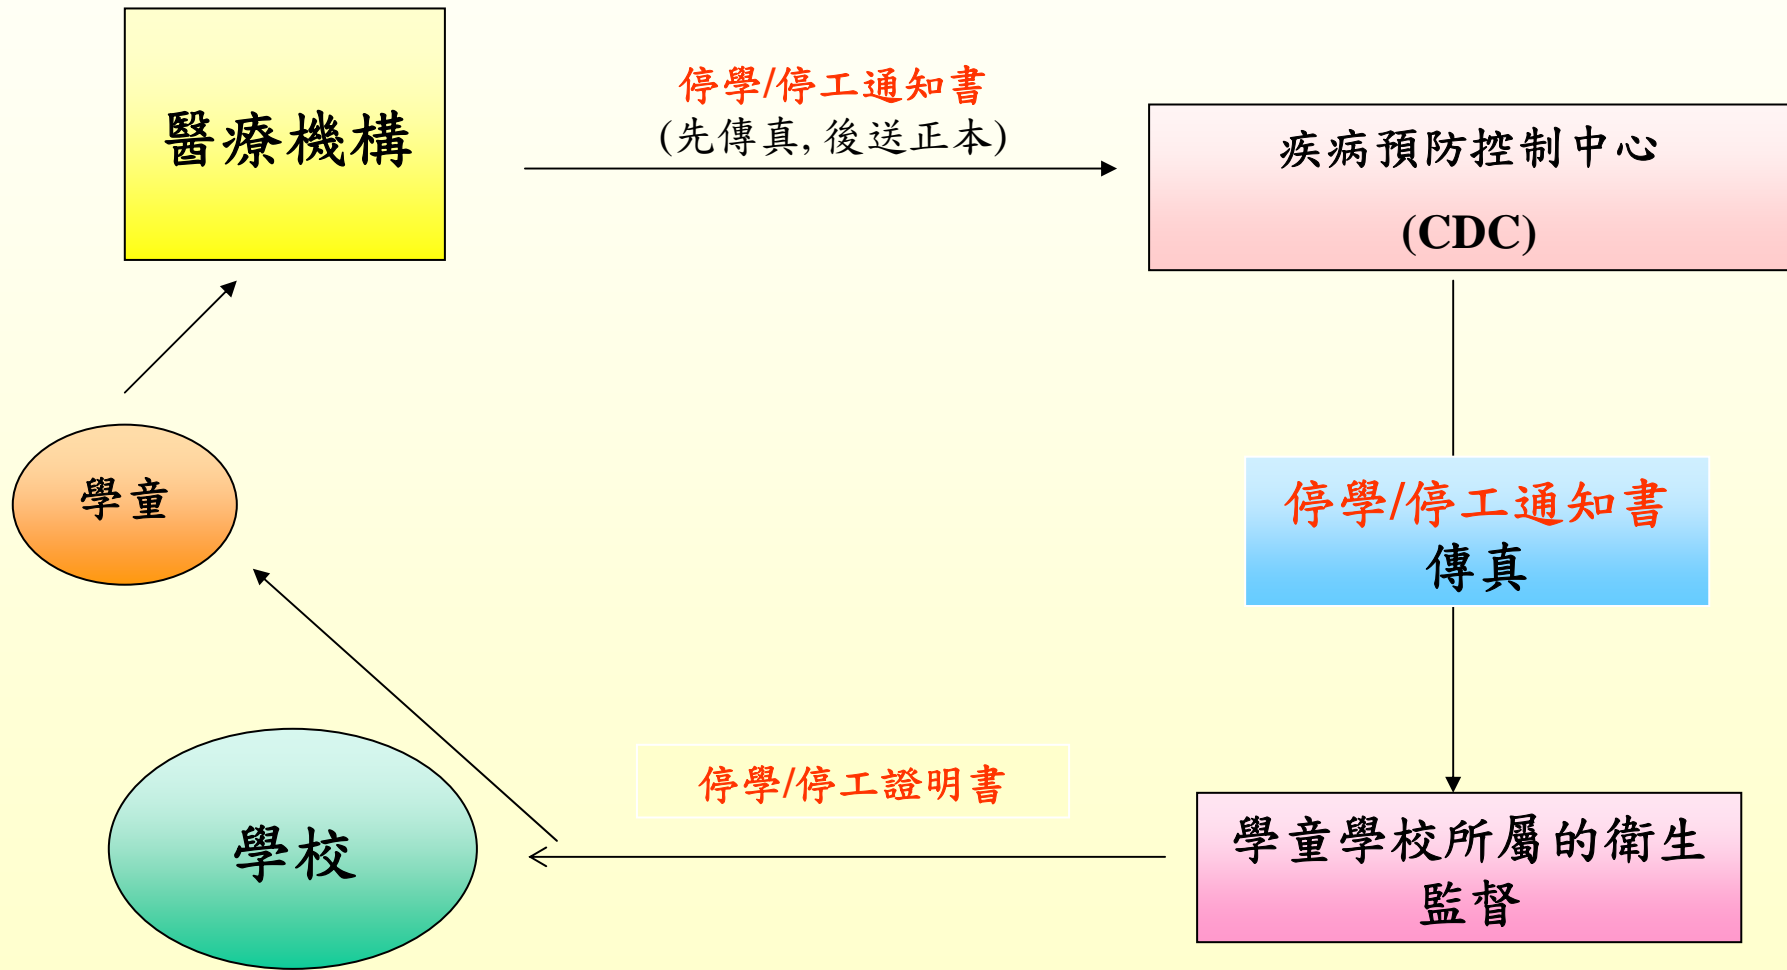 醫療機構
停學/停工通知書
(先傳真, 後送正本)
疾病預防控制中心
(CDC)
學童
停學/停工通知書
傳真
停學/停工證明書
學校
學童學校所屬的衛生
監督